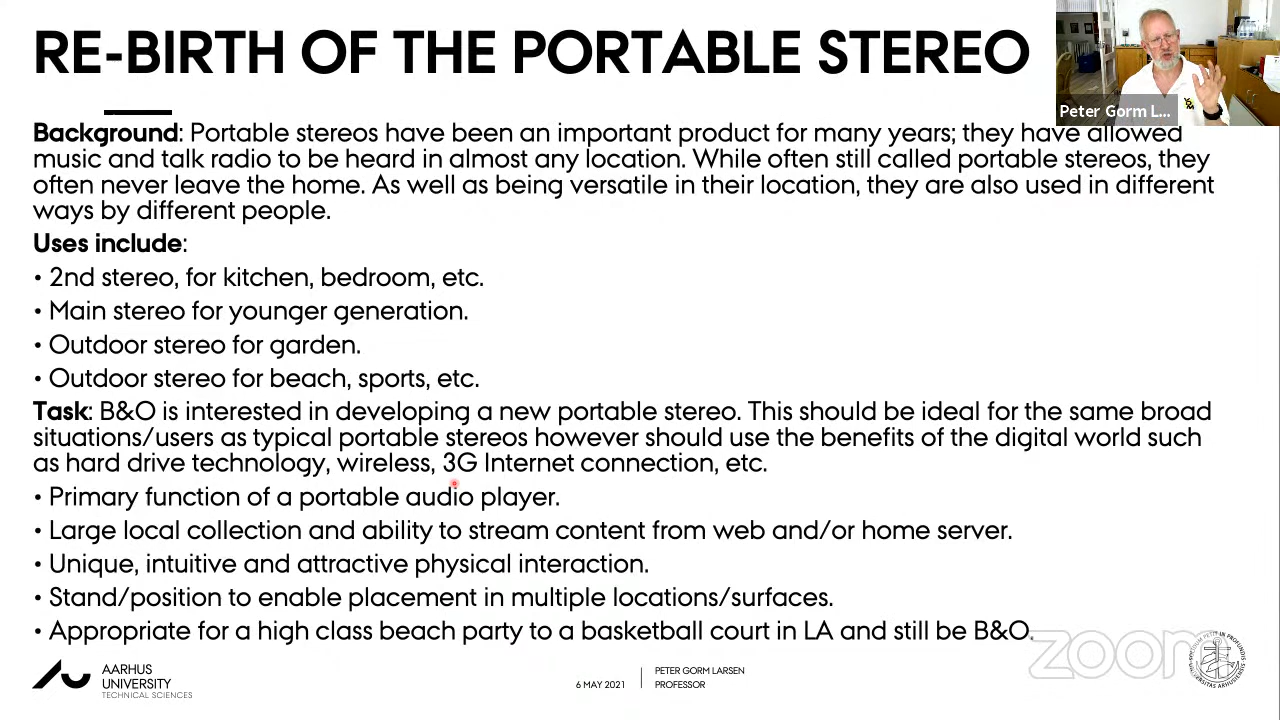 RE-BIRTH OF THE PORTABLE STEREO
Peter Gorm L...
Background: Portable stereos have been an important product for many years; they have allowed
music and talk radio to be heard in almost any location. While often still called portable stereos, they
often never leave the home. As well as being versatile in their location, they are also used in different
ways by different people.
Uses include:
• 2nd stereo, for kitchen, bedroom, etc.
• Main stereo for younger generation.
• Outdoor stereo for garden.
• Outdoor stereo for beach, sports, etc.
Task: B&O is interested in developing a new portable stereo. This should be ideal for the same broad
situations/users as typical portable stereos however should use the benefits of the digital world such
as hard drive technology, wireless, 3G Internet connection, etc.
• Primary function of a portable audio player.
• Large local collection and ability to stream content from web and/or home server.
• Unique, intuitive and attractive physical interaction.
• Stand/position to enable placement in multiple locations/surfaces.
• Appropriate for a high class beach party to a basketball court in LA and still be B&O.
zoom
AARHUS
UNIVERSITY
TECHNICAL SCIENCES
6 MAY 2021
PETER GORM LARSEN
PROFESSOR